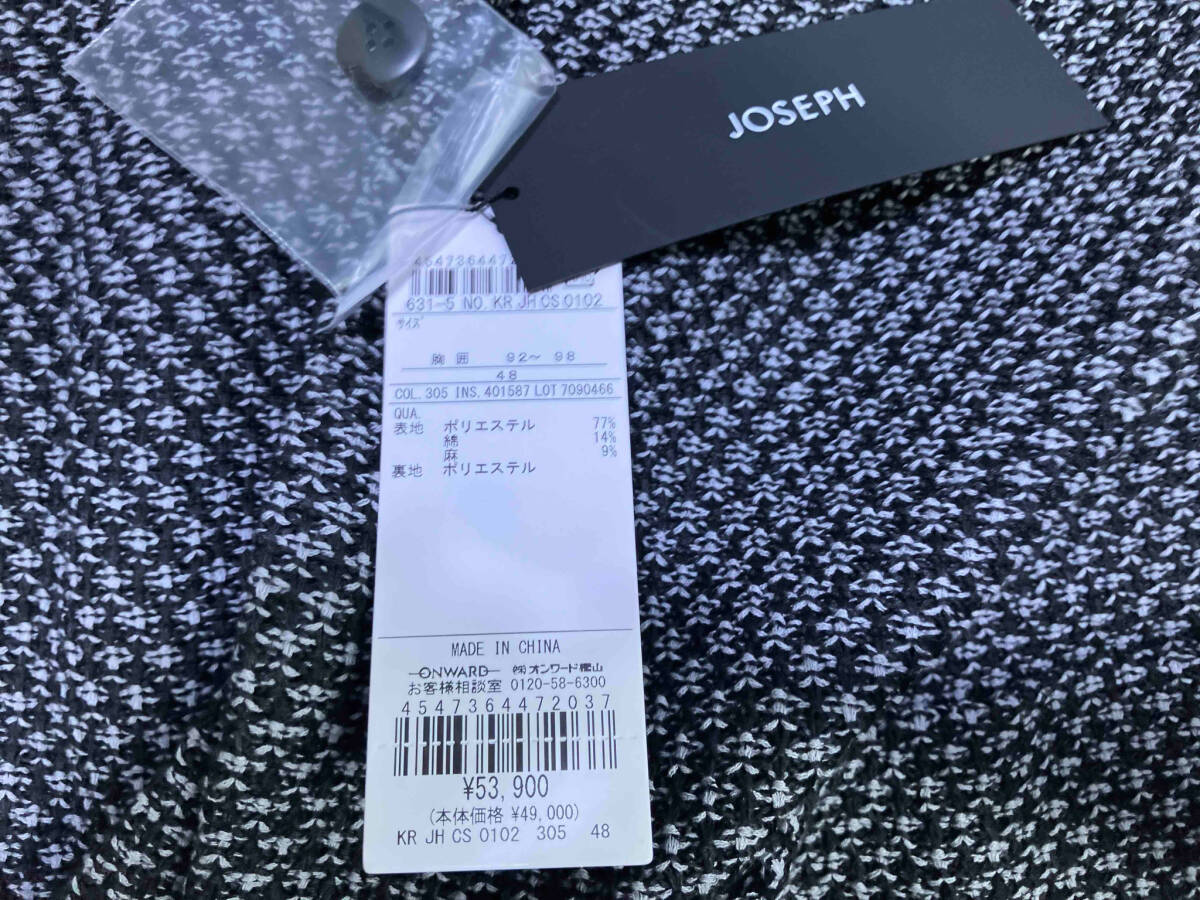 JOSEPH
631-5 NO. KR JH CS 0102
サイズ
胸囲 92〜 98
48
COL. 305 INS. 401587 LOT 7090466
QUA.
表地 ポリエステル 77%
綿 14%
麻 9%
裏地 ポリエステル
MADE IN CHINA
ONWARD ㈱オンワード樫山
お客様相談室 0120-58-6300
4547364472037
¥53,900
(本体価格 ¥49,000)
KR JH CS 0102 305 48